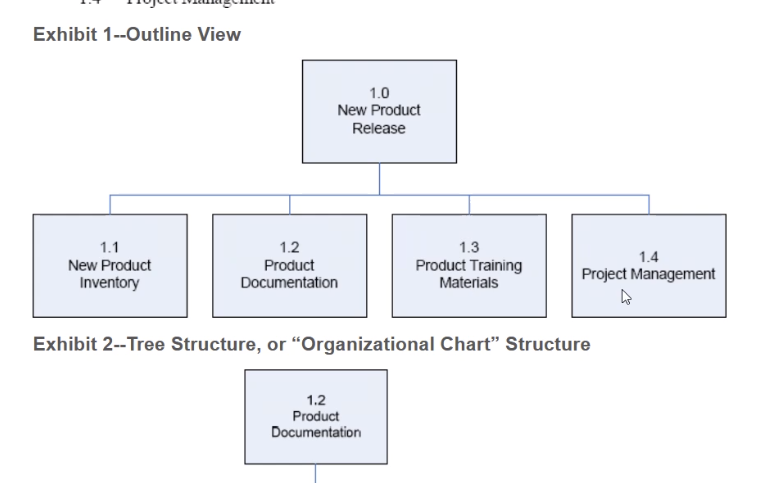 1.4 Project Management
Exhibit 1--Outline View
1.0
New Product
Release
1.1
New Product
Inventory
1.2
Product
Documentation
1.3
Product Training
Materials
1.4
Project Management
Exhibit 2--Tree Structure, or “Organizational Chart” Structure
1.2
Product
Documentation